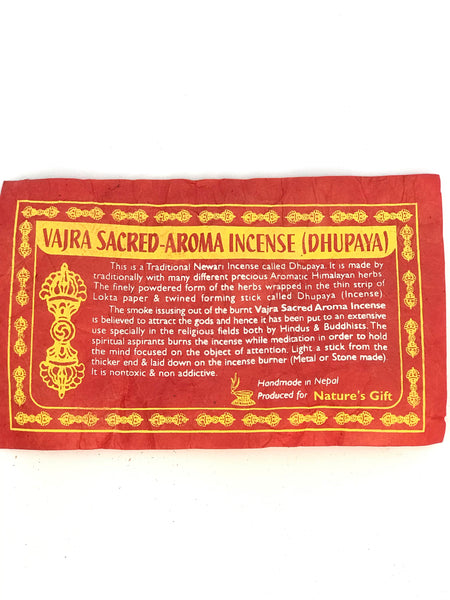 VAJRA SACRED-AROMA INCENSE (DHUPAYA)
This is a Traditional Newari Incense called Dhupaya. It is made by
traditionally with many different precious Aromatic Himalayan herbs.
The finely powdered form of the herbs wrapped in the thin strip of
Lokta paper & twined forming stick called Dhupaya (Incense).
The smoke issusing out of the burnt Vajra Sacred Aroma Incense
is believed to attract the gods and hence it has been put to an extensive
use specially in the religious fields both by Hindus & Buddhists. The
spiritual aspirants burns the incense while meditation in order to hold
the mind focused on the object of attention. Light a stick from the
thicker end & laid down on the incense burner (Metal or Stone made).
It is nontoxic & non addictive.
Handmade in Nepal
Produced for Nature's Gift